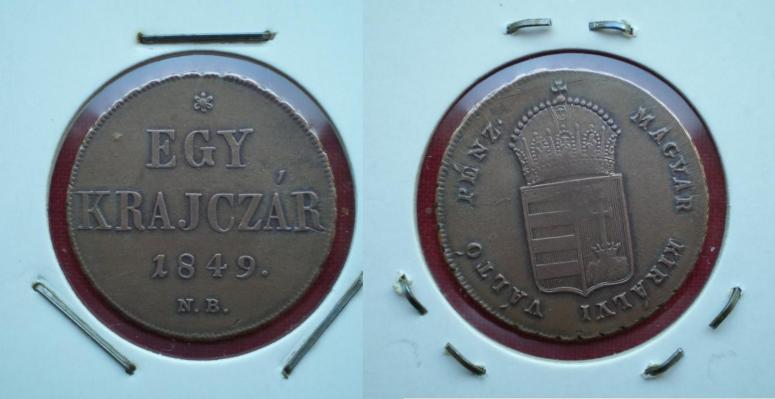 EGY
KRAJCZÁR
1849.
N.B.
MAGYAR KIRÁLYI VÁLTÓ PÉNZ.